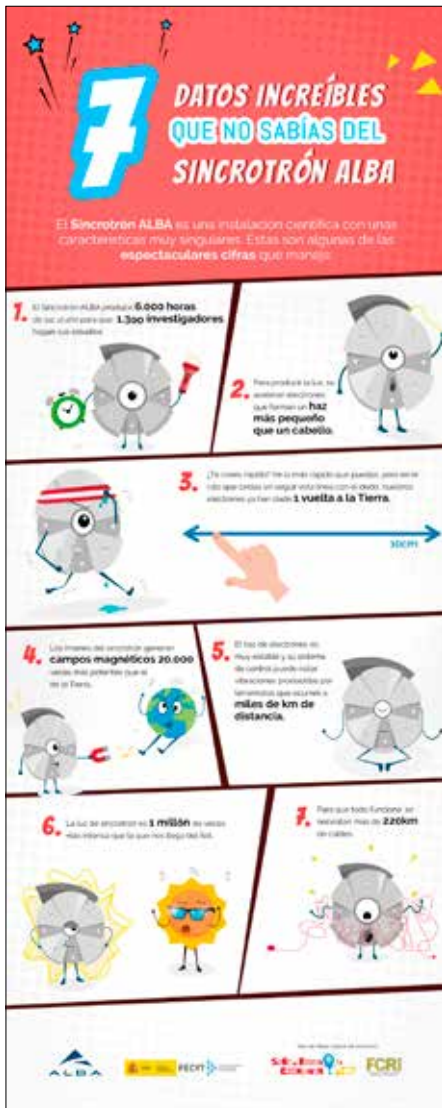 7
DATOS INCREÍBLES
QUE NO SABÍAS DEL
SINCROTRÓN ALBA
El Sincrotrón ALBA es una instalación científica con unas
características muy singulares. Estas son algunas de las
espectaculares cifras que maneja:
1. El Sincrotrón ALBA produce 6.000 horas
de luz al año para que 1.300 investigadores
hagan sus estudios.
2. Para producir la luz, se
aceleran electrones
que forman un haz
más pequeño
que un cabello.
3. ¿Te crees rápido? Ve lo más rápido que puedas, pero en el
rato que tardas en seguir esta línea con el dedo, nuestros
electrones ya han dado 1 vuelta a la Tierra.
10cm
4. Los imanes del sincrotrón generan
campos magnéticos 20.000
veces más potentes que el
de la Tierra.
5. El haz de electrones es
muy estable y su sistema
de control puede notar
vibraciones provocadas por
terremotos que ocurren a
miles de km de
distancia.
6. La luz de sincrotrón es 1 millón de veces
más intensa que la que nos llega del Sol.
7. Para que todo funcione, se
necesitan más de 220km
de cables.
ALBA
FECYT
FCRi